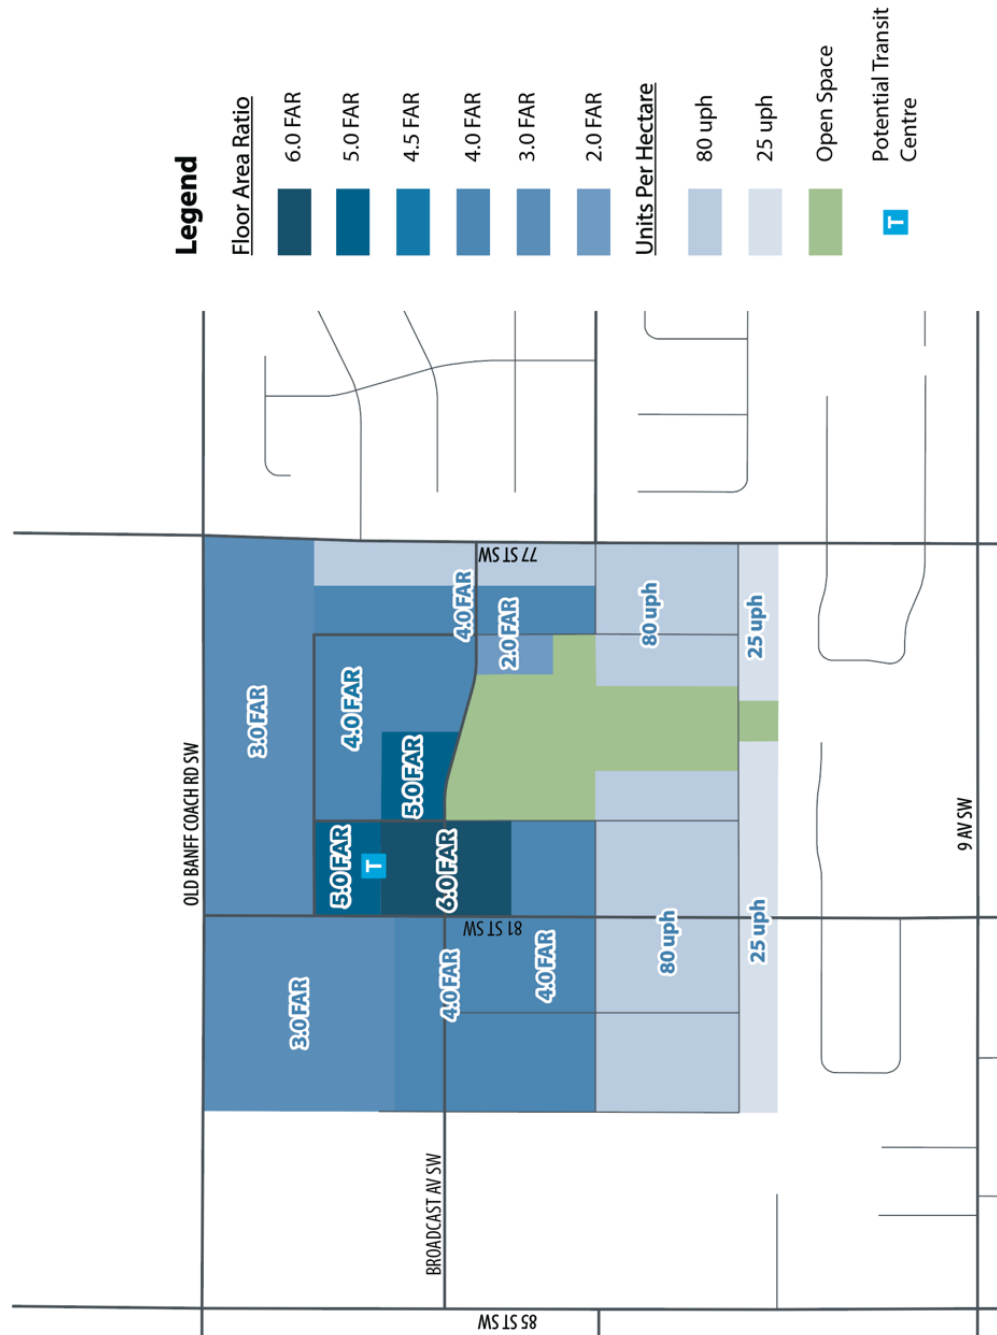 Legend
Floor Area Ratio
6.0 FAR
5.0 FAR
4.5 FAR
4.0 FAR
3.0 FAR
2.0 FAR
Units Per Hectare
80 uph
25 uph
Open Space
T
Potential Transit
Centre
OLD BANFF COACH RD SW
3.0 FAR
3.0 FAR
5.0 FAR
T
4.0 FAR
5.0 FAR
6.0 FAR
4.0 FAR
4.0 FAR
4.0 FAR
2.0 FAR
77 ST SW
81 ST SW
85 ST SW
BROADCAST AV SW
80 uph
80 uph
25 uph
25 uph
9 AV SW